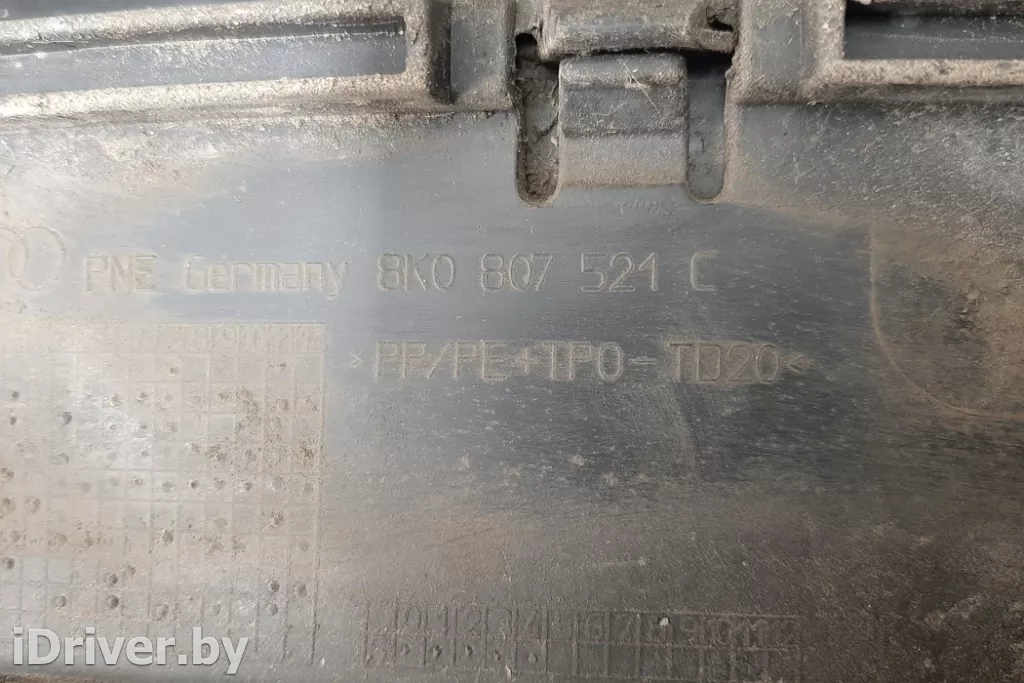 PNE Germany 8K0 807 521 C
>PP/PE+TPO-TD20<
iDriver.by